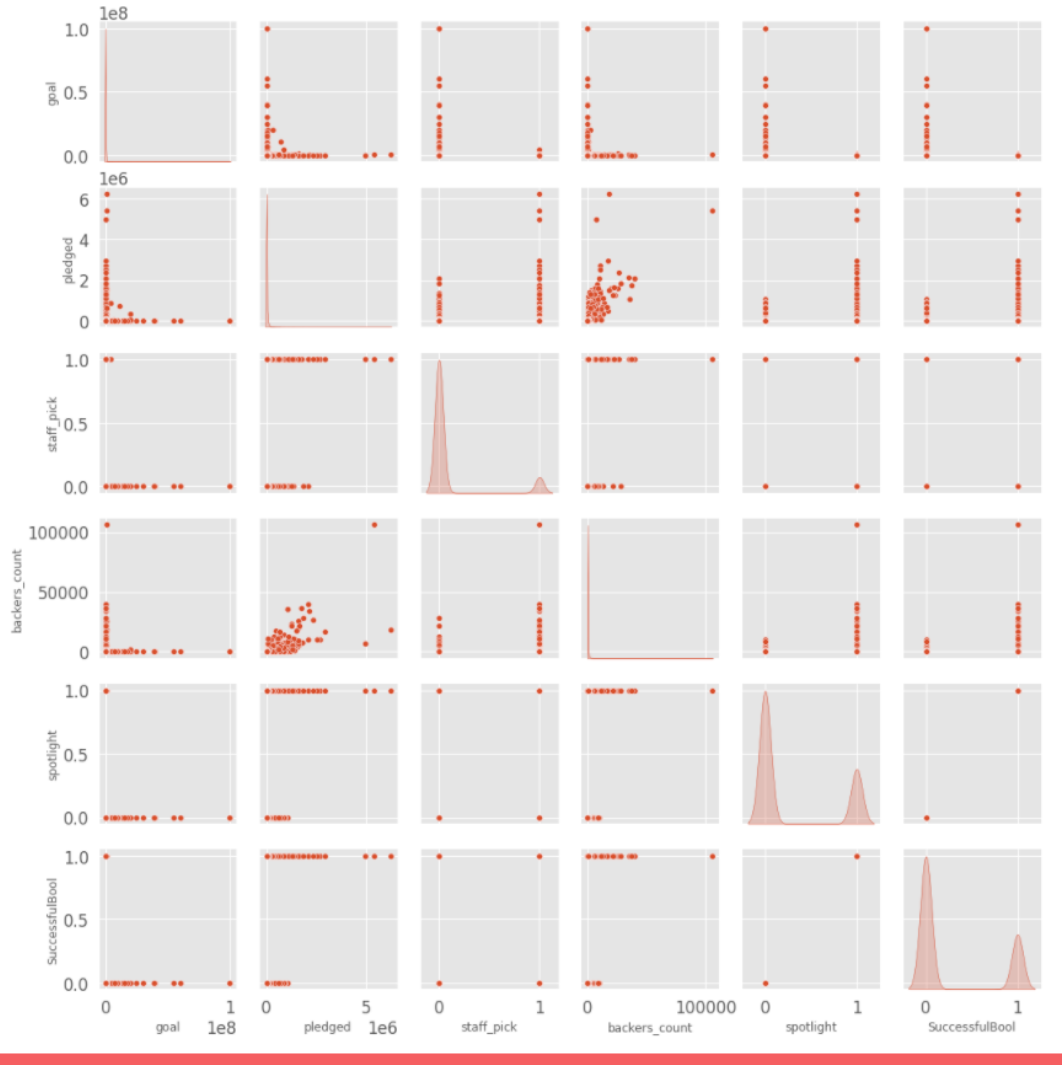 1e8
1.0
0.5
0.0
goal
1e6
6
4
2
0
pledged
1.0
0.5
0.0
staff_pick
100000
50000
0
backers_count
1.0
0.5
0.0
spotlight
1.0
0.5
0.0
SuccessfulBool
0 1 0 5 0 1 0 100000 0 1 0 1
1e8 1e6
goal pledged staff_pick backers_count spotlight SuccessfulBool